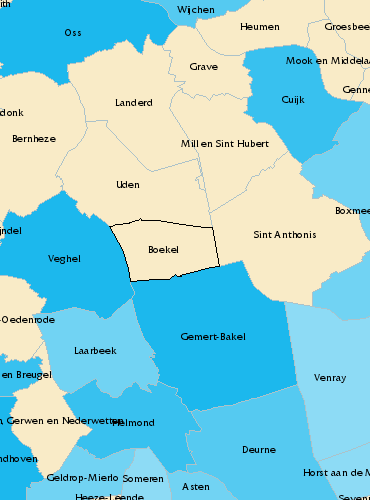 ith
Wijchen
Oss
Heumen
Groesbee
Grave
Mook en Middela
Landerd
Cuijk
Genne
donk
Bernheze
Mill en Sint Hubert
Uden
Boxmee
jndel
Sint Anthonis
Boekel
Veghel
-Oedenrode
Gemert-Bakel
Laarbeek
en Breugel
Venray
, Gerwen en Nederwetten
Helmond
Deurne
ndhoven
Geldrop-Mierlo
Someren
Asten
Horst aan de M
Heeze-Leende
Sevenu